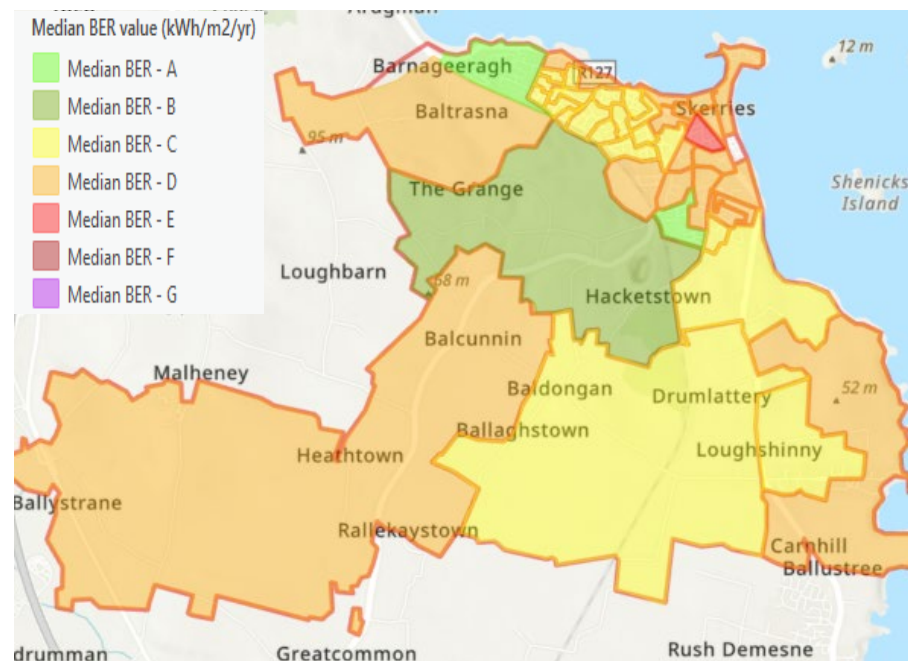 Median BER value (kWh/m2/yr)
Median BER - A
Median BER - B
Median BER - C
Median BER - D
Median BER - E
Median BER - F
Median BER - G
12 m
Barnageeragh
R127
Baltrasna
Skerries
95 m
The Grange
Shenicks
Island
Loughbarn
68 m
Hacketstown
Balcunnin
Malheney
Baldongan
Drumlattery
52 m
Ballaghstown
Heathtown
Loughshinny
Ballystrane
Rallekaystown
Carnhill
Ballustree
drumman
Greatcommon
Rush Demesne